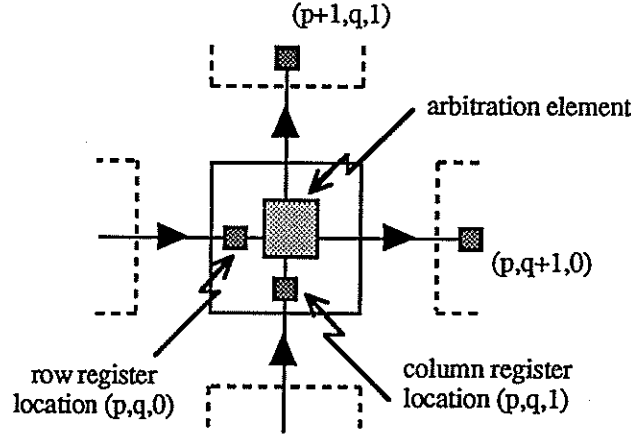 (p+1,q,1)
arbitration element
(p,q+1,0)
row register
location (p,q,0)
column register
location (p,q,1)